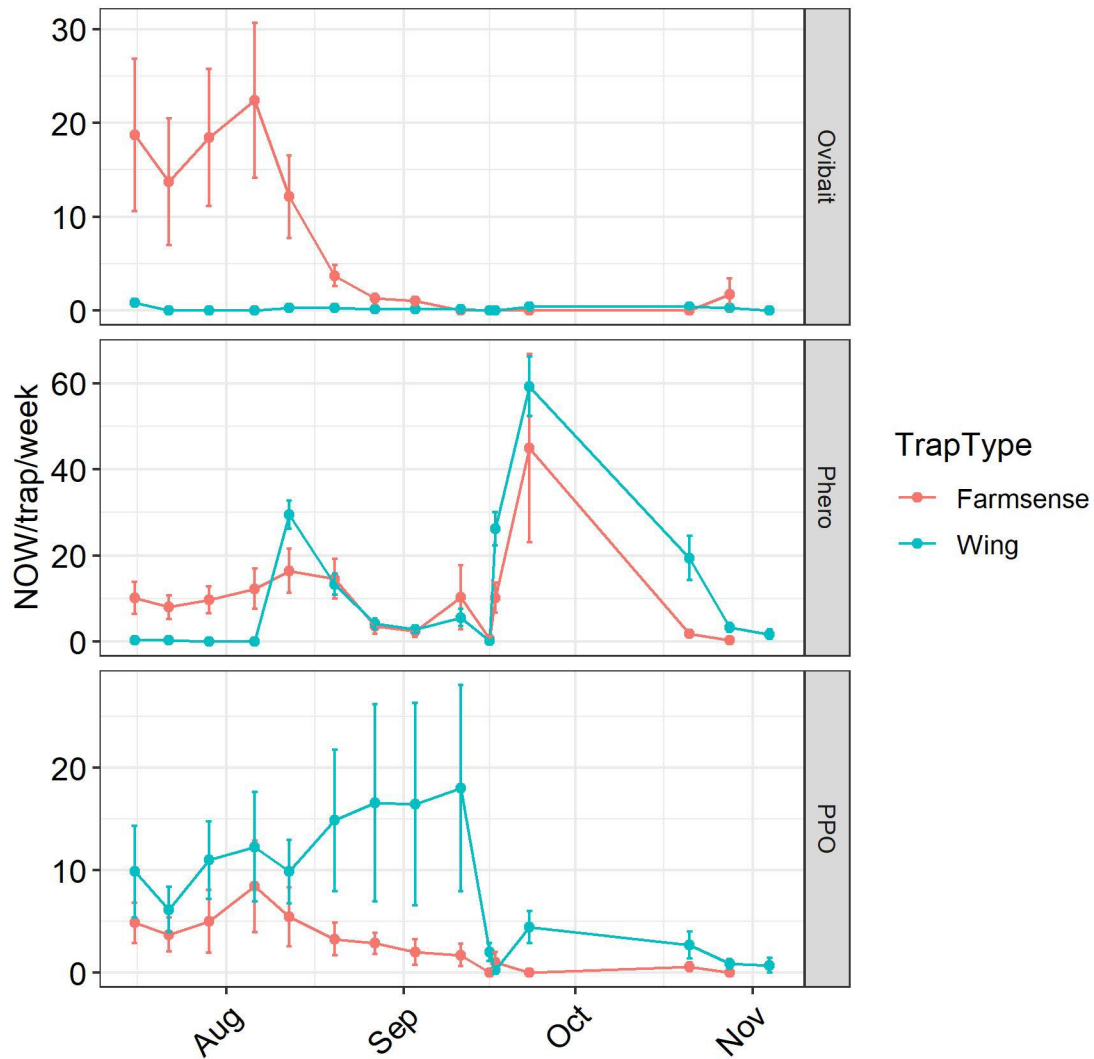 NOW/trap/week
30
20
10
0
Ovibait
60
40
20
0
Phero
20
10
0
PPO
Aug
Sep
Oct
Nov
TrapType
Farmsense
Wing